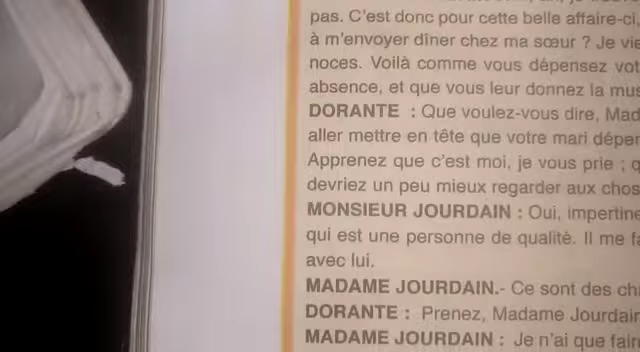 pas. C'est donc pour cette belle affaire-ci,
à m'envoyer dîner chez ma sœur ? Je vie
noces. Voilà comme vous dépensez vot
absence, et que vous leur donnez la mus
DORANTE : Que voulez-vous dire, Mad
aller mettre en tête que votre mari dépen
Apprenez que c'est moi, je vous prie ; q
devriez un peu mieux regarder aux chos
MONSIEUR JOURDAIN : Oui, impertine
qui est une personne de qualité. Il me fa
avec lui.
MADAME JOURDAIN.- Ce sont des ch
DORANTE : Prenez, Madame Jourdain
MADAME JOURDAIN : Je n'ai que fair